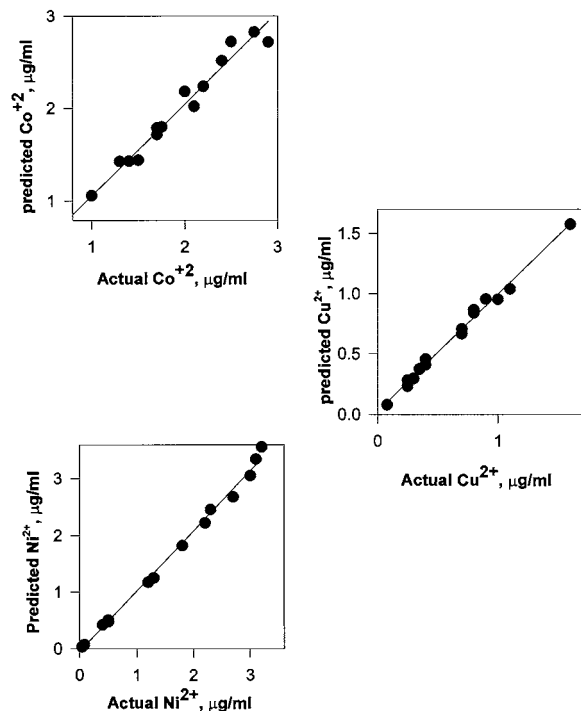 3
2
1
predicted Co⁺², µg/ml
1 2 3
Actual Co⁺², µg/ml
1.5
1.0
0.5
0.0
predicted Cu²⁺, µg/ml
0 1
Actual Cu²⁺, µg/ml
3
2
1
0
Predicted Ni²⁺, µg/ml
0 1 2 3
Actual Ni²⁺, µg/ml